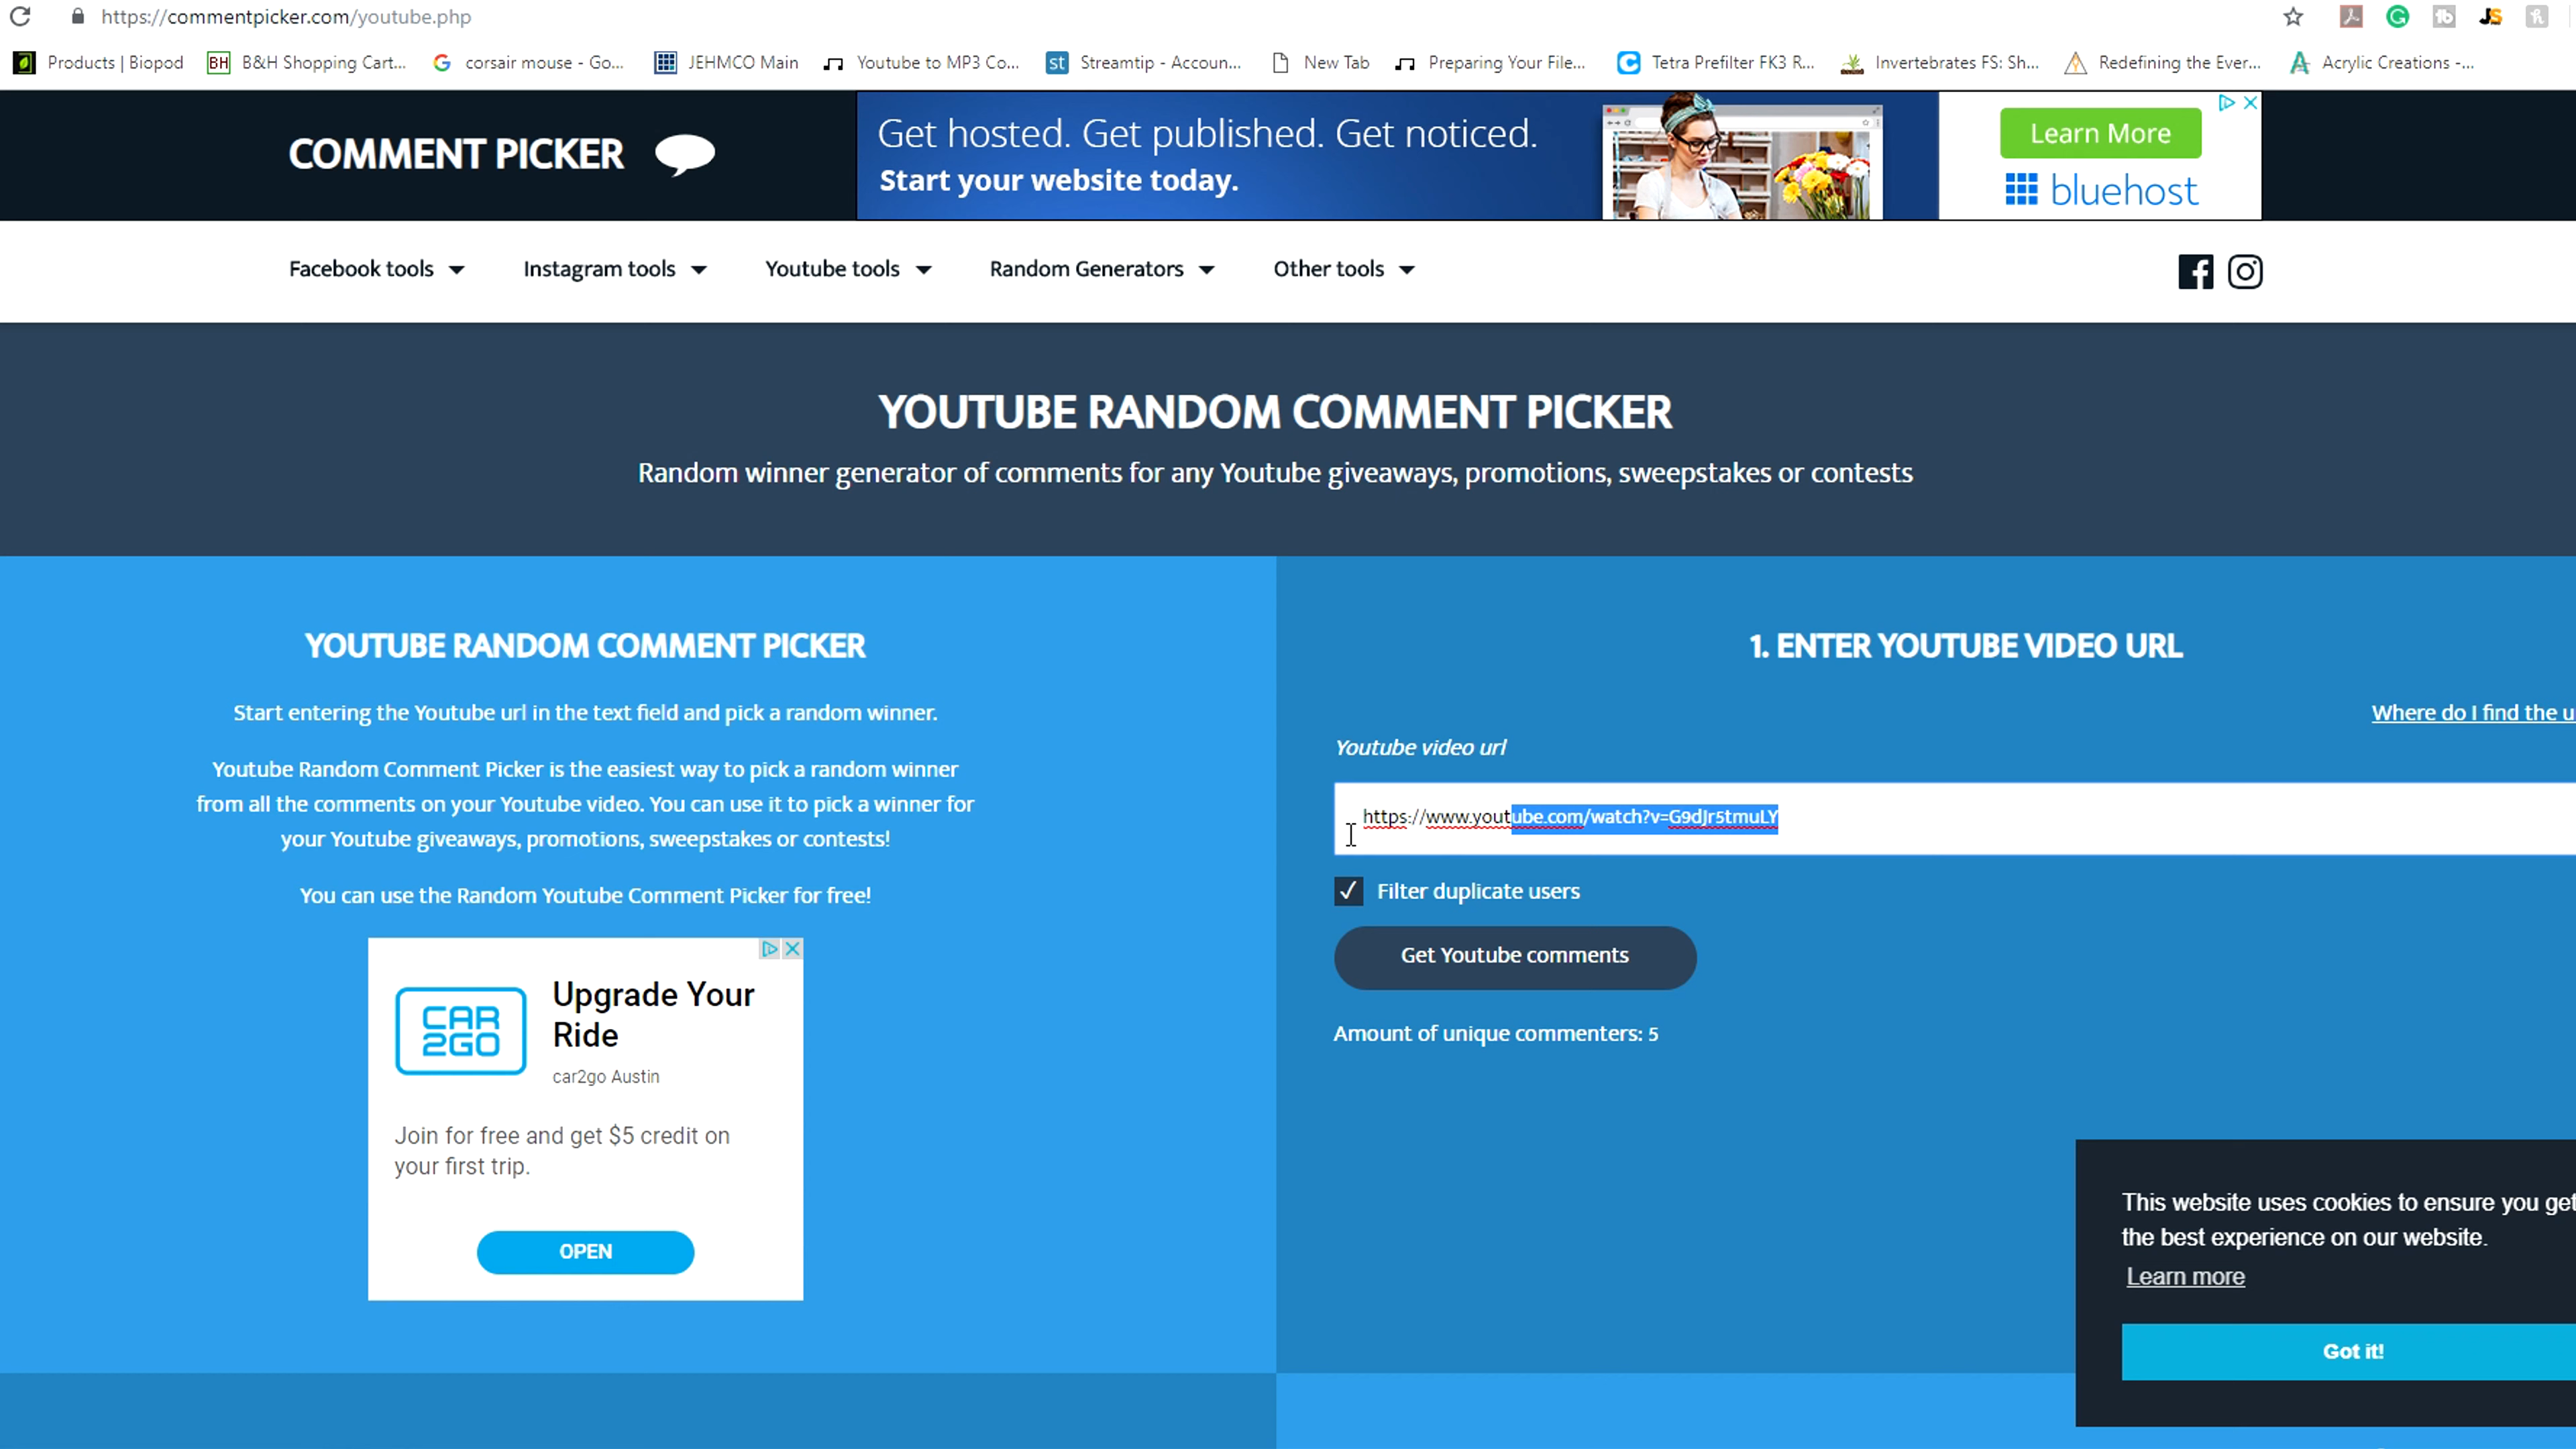 https://commentpicker.com/youtube.php
Products | Biopod BH B&H Shopping Cart... corsair mouse - Go... JEHMCO Main Youtube to MP3 Co... st Streamtip - Accoun... New Tab Preparing Your File... Tetra Prefilter FK3 R... Invertebrates FS: Sh... Redefining the Ever... Acrylic Creations -...
COMMENT PICKER
Get hosted. Get published. Get noticed.
Start your website today.
Learn More
bluehost
Facebook tools Instagram tools Youtube tools Random Generators Other tools
YOUTUBE RANDOM COMMENT PICKER
Random winner generator of comments for any Youtube giveaways, promotions, sweepstakes or contests
YOUTUBE RANDOM COMMENT PICKER
Start entering the Youtube url in the text field and pick a random winner.
Youtube Random Comment Picker is the easiest way to pick a random winner
from all the comments on your Youtube video. You can use it to pick a winner for
your Youtube giveaways, promotions, sweepstakes or contests!
You can use the Random Youtube Comment Picker for free!
CAR
2GO
Upgrade Your
Ride
car2go Austin
Join for free and get $5 credit on
your first trip.
OPEN
1. ENTER YOUTUBE VIDEO URL
Where do I find the u
Youtube video url
https://www.youtube.com/watch?v=G9dJr5tmuLY
Filter duplicate users
Get Youtube comments
Amount of unique commenters: 5
This website uses cookies to ensure you get
the best experience on our website.
Learn more
Got it!